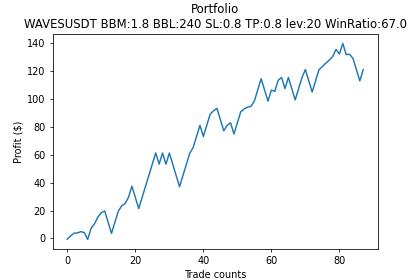 Portfolio
WAVESUSDT BBM:1.8 BBL:240 SL:0.8 TP:0.8 lev:20 WinRatio:67.0
140
120
100
80
60
40
20
0
Profit ($)
0 20 40 60 80
Trade counts